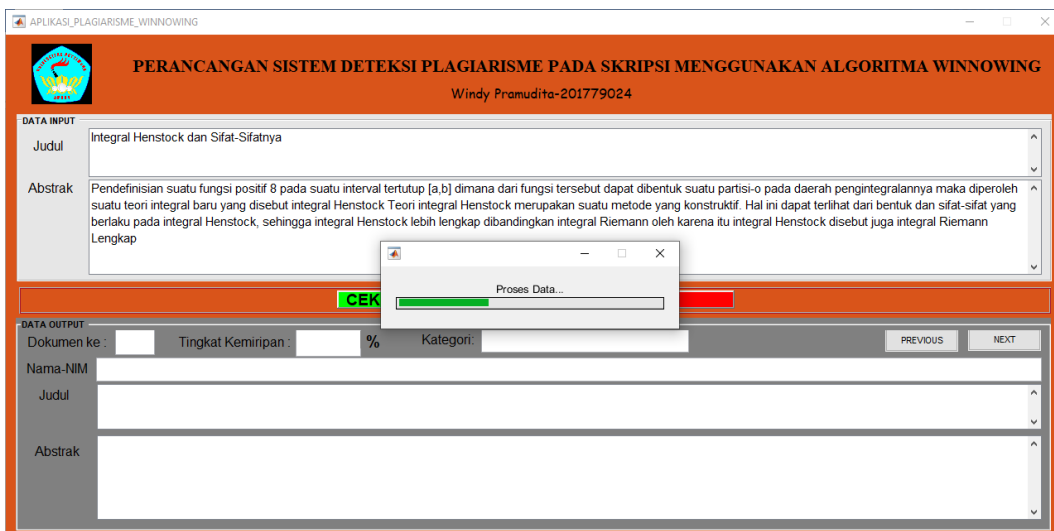 APLIKASI_PLAGIARISME_WINNOWING
PERANCANGAN SISTEM DETEKSI PLAGIARISME PADA SKRIPSI MENGGUNAKAN ALGORITMA WINNOWING
Windy Pramudita-201779024
DATA INPUT
Judul
Integral Henstock dan Sifat-Sifatnya
Abstrak
Pendefinisian suatu fungsi positif 8 pada suatu interval tertutup [a,b] dimana dari fungsi tersebut dapat dibentuk suatu partisi-o pada daerah pengintegralannya maka diperoleh
suatu teori integral baru yang disebut integral Henstock Teori integral Henstock merupakan suatu metode yang konstruktif. Hal ini dapat terlihat dari bentuk dan sifat-sifat yang
berlaku pada integral Henstock, sehingga integral Henstock lebih lengkap dibandingkan integral Riemann oleh karena itu integral Henstock disebut juga integral Riemann
Lengkap
Proses Data...
CEK
DATA OUTPUT
Dokumen ke :
Tingkat Kemiripan :
%
Kategori:
PREVIOUS
NEXT
Nama-NIM
Judul
Abstrak